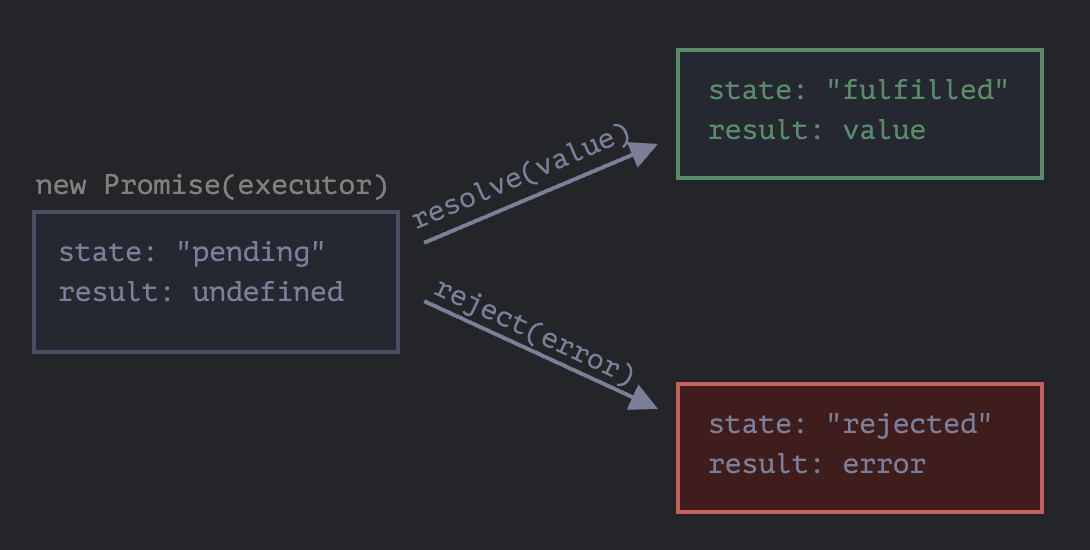 new Promise(executor)
state: "pending"
result: undefined
resolve(value)
reject(error)
state: "fulfilled"
result: value
state: "rejected"
result: error